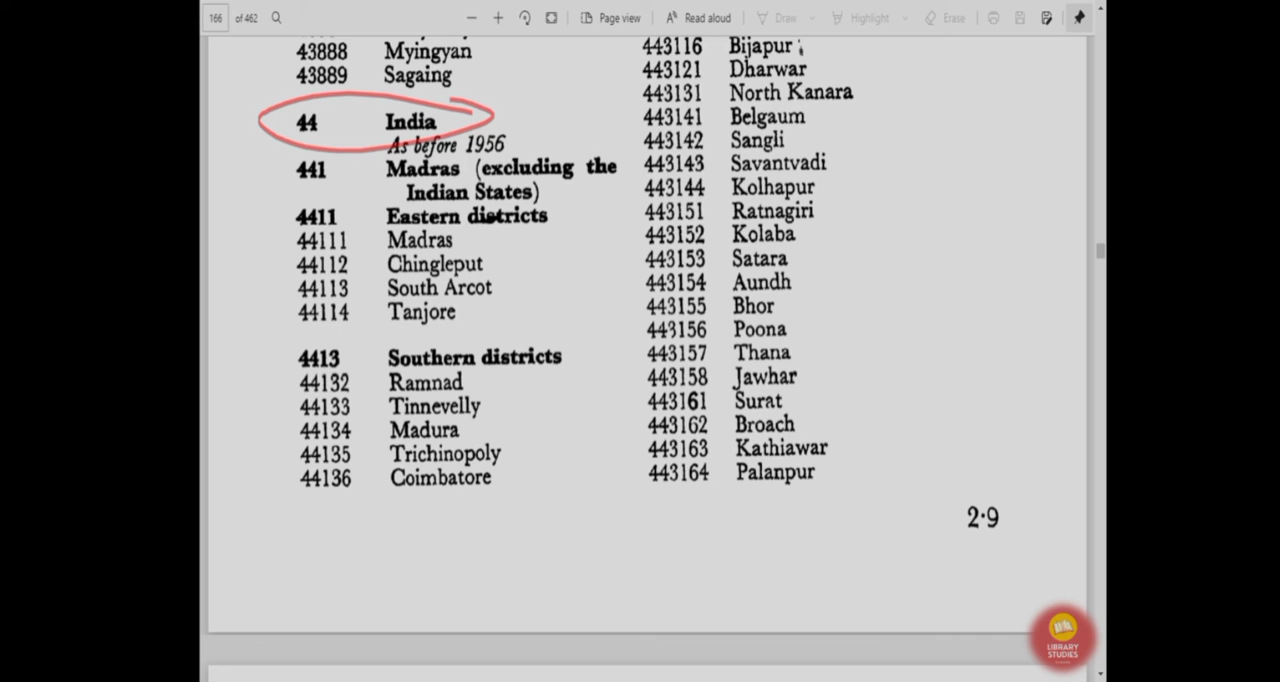 166 of 462
Page view
Read aloud
Draw
Highlight
Erase
43888 Myingyan
43889 Sagaing
44 India
As before 1956
441 Madras (excluding the
Indian States)
4411 Eastern districts
44111 Madras
44112 Chingleput
44113 South Arcot
44114 Tanjore
4413 Southern districts
44132 Ramnad
44133 Tinnevelly
44134 Madura
44135 Trichinopoly
44136 Coimbatore
443116 Bijapur
443121 Dharwar
443131 North Kanara
443141 Belgaum
443142 Sangli
443143 Savantvadi
443144 Kolhapur
443151 Ratnagiri
443152 Kolaba
443153 Satara
443154 Aundh
443155 Bhor
443156 Poona
443157 Thana
443158 Jawhar
443161 Surat
443162 Broach
443163 Kathiawar
443164 Palanpur
2·9
LIBRARY
STUDIES